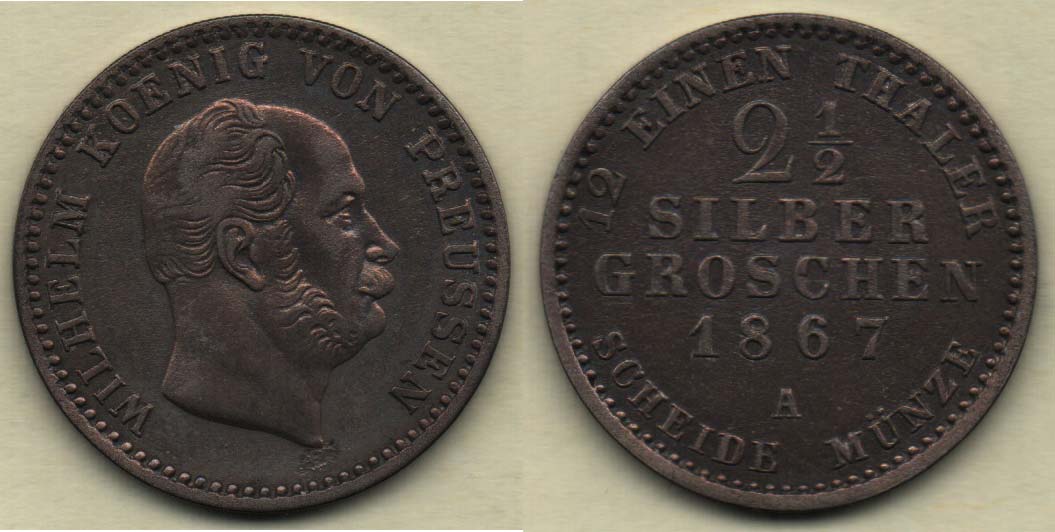 WILHELM KOENIG VON PREUSSEN
12 EINEN THALER
2 1/2
SILBER
GROSCHEN
1867
A
SCHEIDE MÜNZE